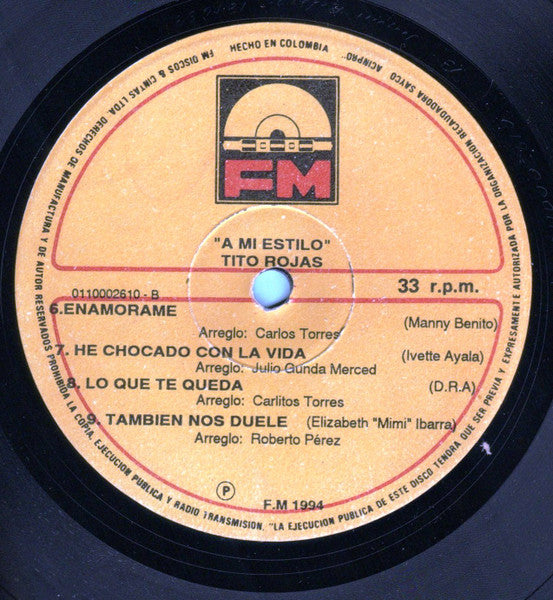 FM DISCOS & CINTAS LTDA. DERECHOS DE MANUFACTURA Y DE AUTOR RESERVADOS PROHIBIDA LA COPIA, EJECUCION PUBLICA Y RADIO TRANSMISION, "LA EJECUCION PUBLICA DE ESTE DISCO TENDRA QUE SER PREVIA Y EXPRESAMENTE AUTORIZADA POR LA ORGANIZACION RECAUDADORA SAYCO ACINPRO"
HECHO EN COLOMBIA
FM
"A MI ESTILO"
TITO ROJAS
0110002610 - B
33 r.p.m.
6.ENAMORAME
Arreglo: Carlos Torres
(Manny Benito)
7. HE CHOCADO CON LA VIDA
(Ivette Ayala)
Arreglo: Julio Gunda Merced
8. LO QUE TE QUEDA
(D.R.A)
Arreglo: Carlitos Torres
9. TAMBIEN NOS DUELE (Elizabeth "Mimi" Ibarra)
Arreglo: Roberto Pérez
P
F.M 1994